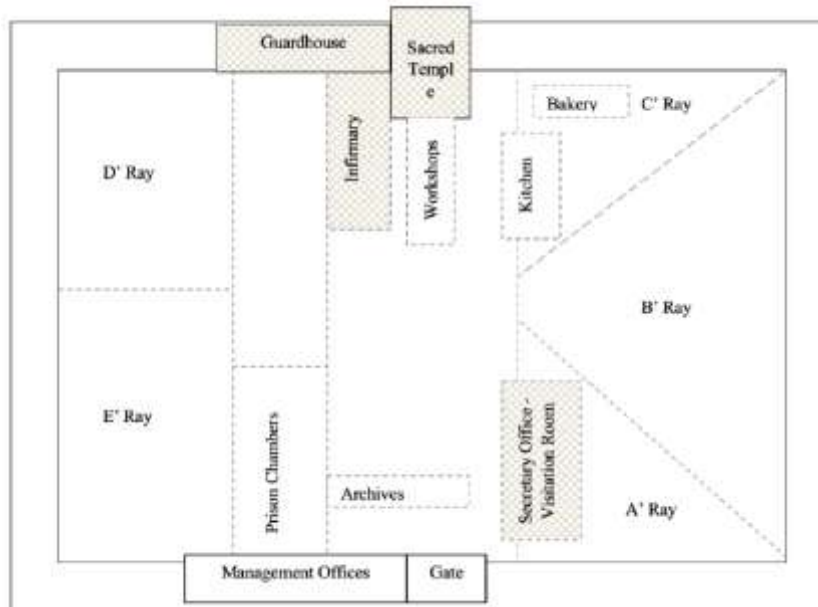 Guardhouse
Sacred
Templ
e
Bakery
C' Ray
D' Ray
Infirmary
Workshops
Kitchen
B' Ray
E' Ray
Prison Chambers
Archives
Secretary Office -
Visitation Room
A' Ray
Management Offices
Gate